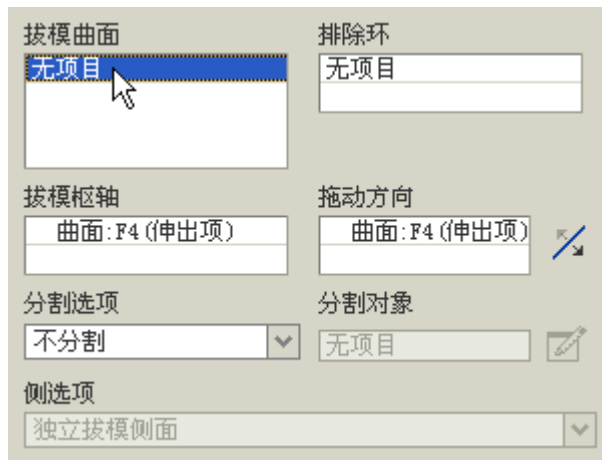 拔模曲面 排除环
无项目 无项目
拔模枢轴 拖动方向
曲面:F4(伸出项) 曲面:F4(伸出项)
分割选项 分割对象
不分割 无项目
侧选项
独立拔模侧面